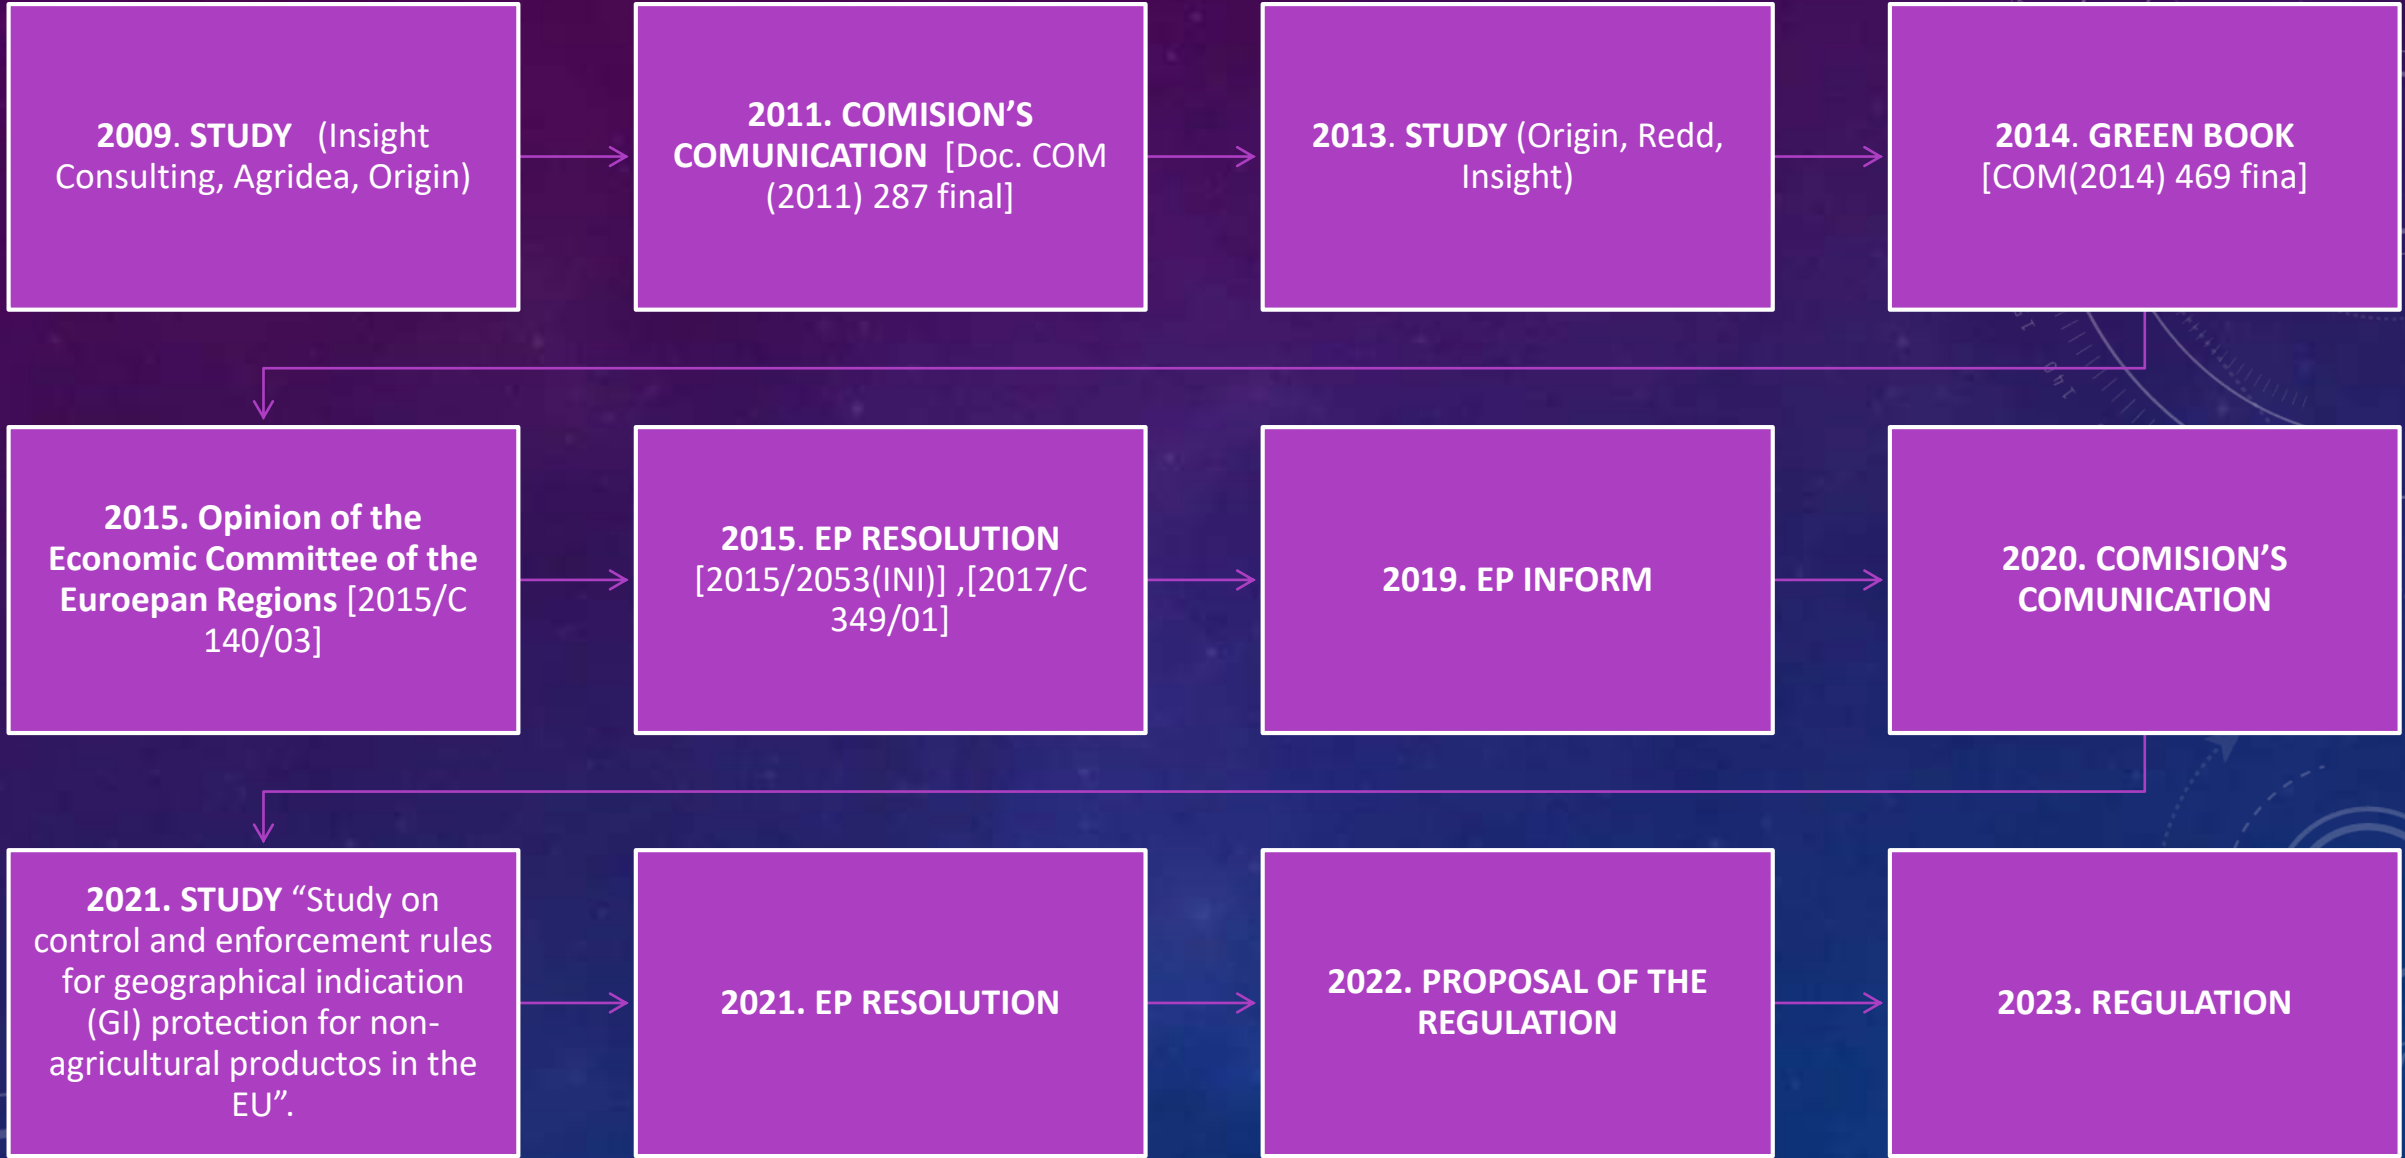 2009. STUDY (Insight
Consulting, Agridea, Origin)
2011. COMISION’S
COMUNICATION [Doc. COM
(2011) 287 final]
2013. STUDY (Origin, Redd,
Insight)
2014. GREEN BOOK
[COM(2014) 469 fina]
2015. Opinion of the
Economic Committee of the
Euroepan Regions [2015/C
140/03]
2015. EP RESOLUTION
[2015/2053(INI)] ,[2017/C
349/01]
2019. EP INFORM
2020. COMISION’S
COMUNICATION
2021. STUDY “Study on
control and enforcement rules
for geographical indication
(GI) protection for non-
agricultural productos in the
EU”.
2021. EP RESOLUTION
2022. PROPOSAL OF THE
REGULATION
2023. REGULATION
140